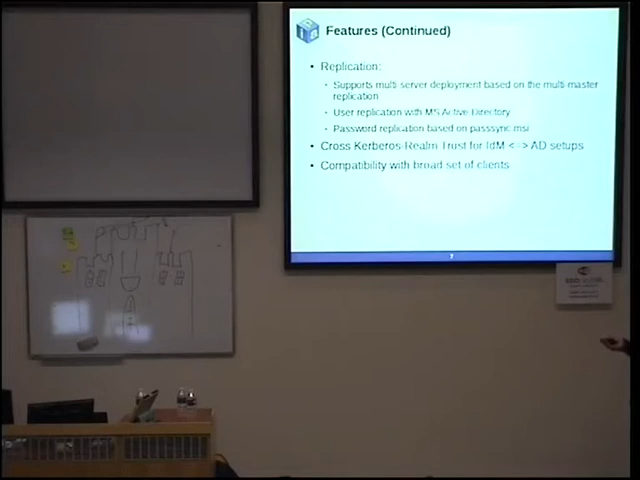 Features (Continued)
• Replication:
• Supports multi server deployment based on the multi master
replication
• User replication with MS Active Directory
• Password replication based on passsync msi
• Cross Kerberos Realm Trust for IdM <=> AD setups
• Compatibility with broad set of clients
7